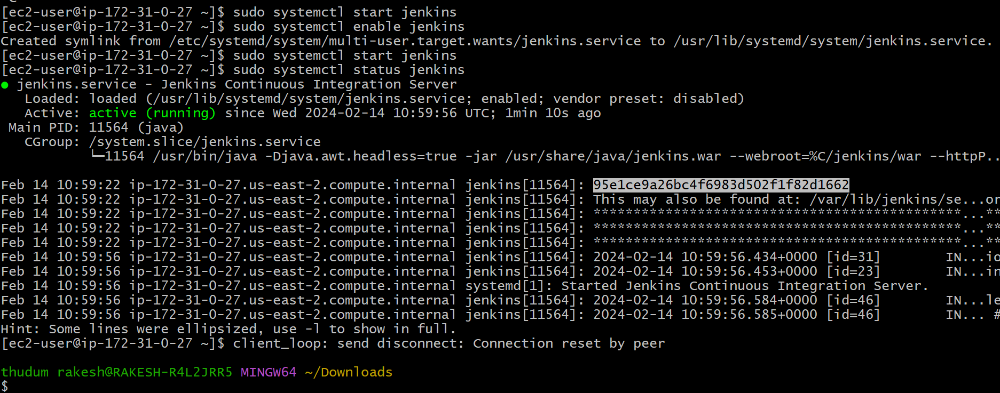 [ec2-user@ip-172-31-0-27 ~]$ sudo systemctl start jenkins
[ec2-user@ip-172-31-0-27 ~]$ sudo systemctl enable jenkins
Created symlink from /etc/systemd/system/multi-user.target.wants/jenkins.service to /usr/lib/systemd/system/jenkins.service.
[ec2-user@ip-172-31-0-27 ~]$ sudo systemctl start jenkins
[ec2-user@ip-172-31-0-27 ~]$ sudo systemctl status jenkins
● jenkins.service - Jenkins Continuous Integration Server
   Loaded: loaded (/usr/lib/systemd/system/jenkins.service; enabled; vendor preset: disabled)
   Active: active (running) since Wed 2024-02-14 10:59:56 UTC; 1min 10s ago
 Main PID: 11564 (java)
   CGroup: /system.slice/jenkins.service
           └─11564 /usr/bin/java -Djava.awt.headless=true -jar /usr/share/java/jenkins.war --webroot=%C/jenkins/war --httpP...
Feb 14 10:59:22 ip-172-31-0-27.us-east-2.compute.internal jenkins[11564]: 95e1ce9a26bc4f6983d502f1f82d1662
Feb 14 10:59:22 ip-172-31-0-27.us-east-2.compute.internal jenkins[11564]: This may also be found at: /var/lib/jenkins/se...or
Feb 14 10:59:22 ip-172-31-0-27.us-east-2.compute.internal jenkins[11564]: **********************************************...**
Feb 14 10:59:22 ip-172-31-0-27.us-east-2.compute.internal jenkins[11564]: **********************************************...**
Feb 14 10:59:22 ip-172-31-0-27.us-east-2.compute.internal jenkins[11564]: **********************************************...**
Feb 14 10:59:56 ip-172-31-0-27.us-east-2.compute.internal jenkins[11564]: 2024-02-14 10:59:56.434+0000 [id=31]        IN...io
Feb 14 10:59:56 ip-172-31-0-27.us-east-2.compute.internal jenkins[11564]: 2024-02-14 10:59:56.453+0000 [id=23]        IN...in
Feb 14 10:59:56 ip-172-31-0-27.us-east-2.compute.internal systemd[1]: Started Jenkins Continuous Integration Server.
Feb 14 10:59:56 ip-172-31-0-27.us-east-2.compute.internal jenkins[11564]: 2024-02-14 10:59:56.584+0000 [id=46]        IN...le
Feb 14 10:59:56 ip-172-31-0-27.us-east-2.compute.internal jenkins[11564]: 2024-02-14 10:59:56.585+0000 [id=46]        IN... #
Hint: Some lines were ellipsized, use -l to show in full.
[ec2-user@ip-172-31-0-27 ~]$ client_loop: send disconnect: Connection reset by peer
thudum rakesh@RAKESH-R4L2JRR5 MINGW64 ~/Downloads
$